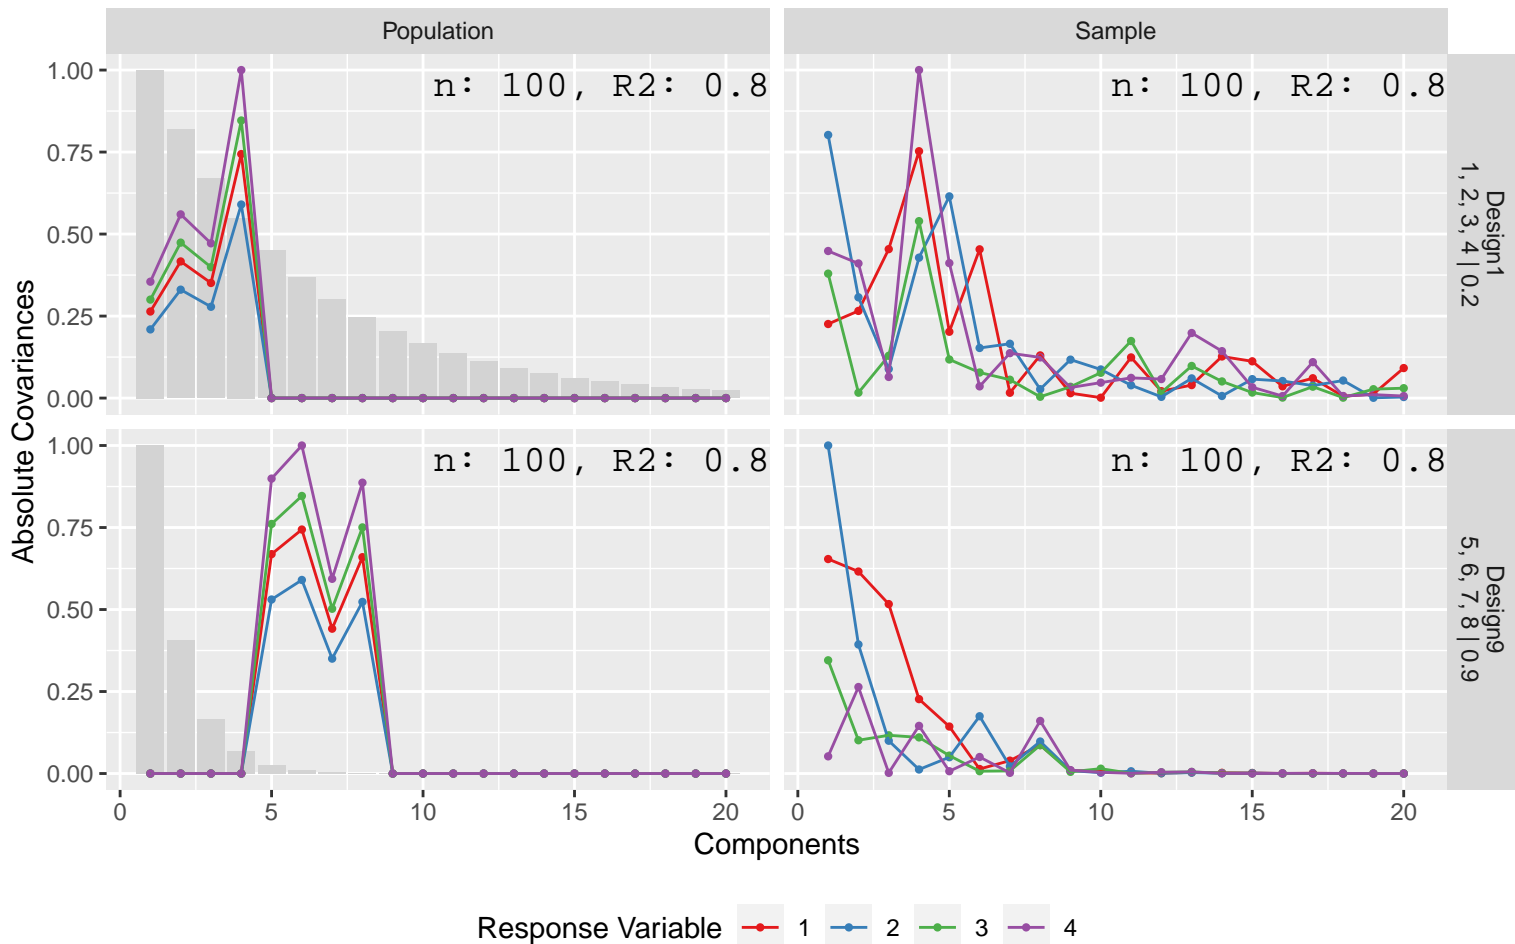 Population
Sample
n: 100, R2: 0.8
n: 100, R2: 0.8
1.00
0.75
0.50
0.25
0.00
Design1
1, 2, 3, 4 | 0.2
Absolute Covariances
n: 100, R2: 0.8
n: 100, R2: 0.8
1.00
0.75
0.50
0.25
0.00
Design9
5, 6, 7, 8 | 0.9
0 5 10 15 20
0 5 10 15 20
Components
Response Variable 1 2 3 4